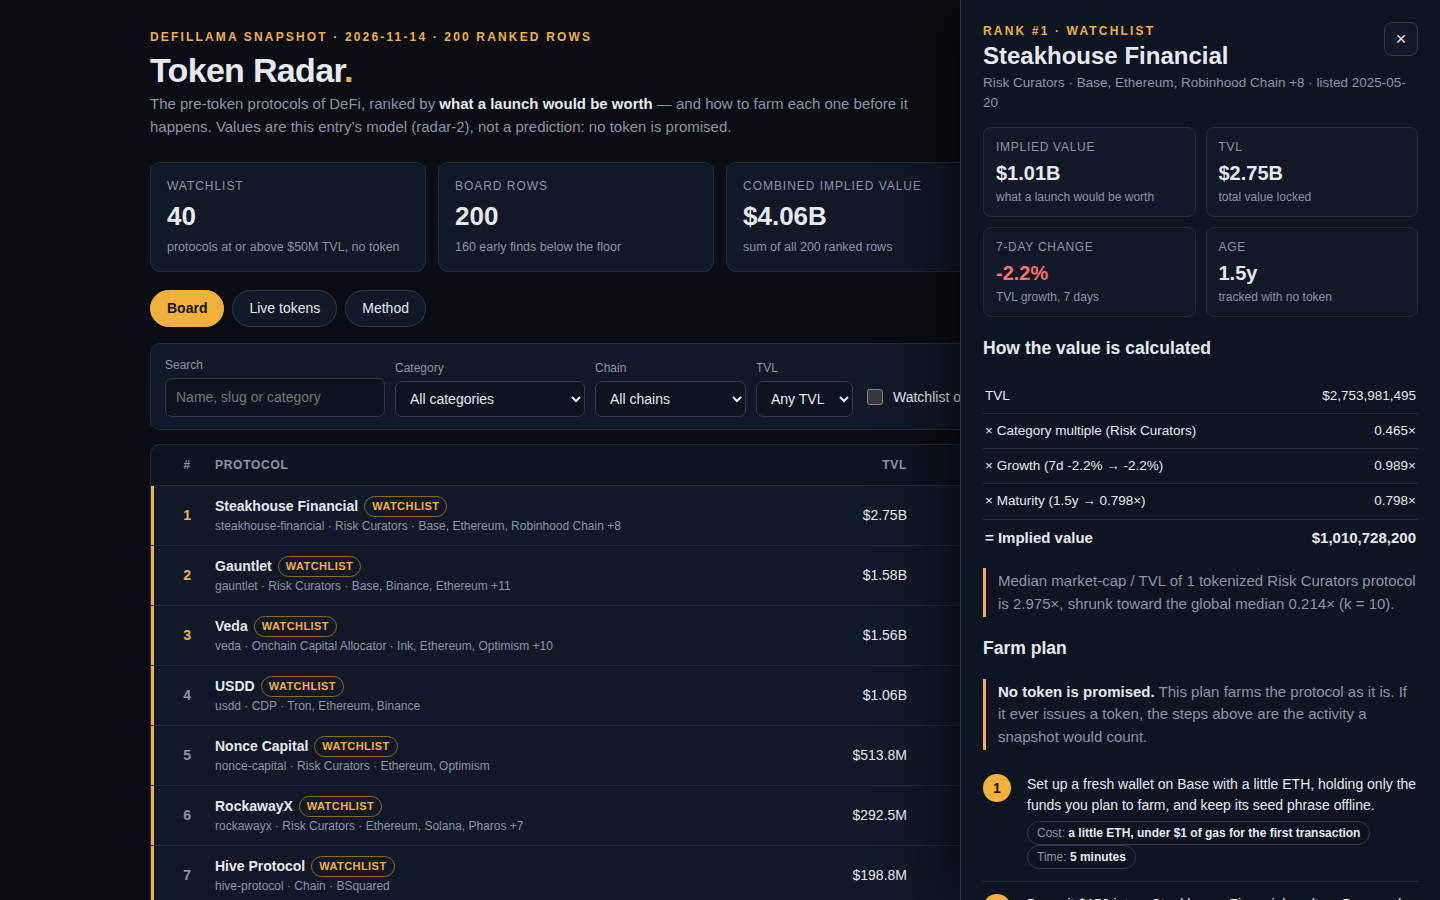 DEFILLAMA SNAPSHOT · 2026-11-14 · 200 RANKED ROWS
Token Radar.
The pre-token protocols of DeFi, ranked by what a launch would be worth — and how to farm each one before it
happens. Values are this entry's model (radar-2), not a prediction: no token is promised.
WATCHLIST
40
protocols at or above $50M TVL, no token
BOARD ROWS
200
160 early finds below the floor
COMBINED IMPLIED VALUE
$4.06B
sum of all 200 ranked rows
Board
Live tokens
Method
Search
Name, slug or category
Category
All categories
Chain
All chains
TVL
Any TVL
Watchlist o
# PROTOCOL TVL
1 Steakhouse Financial WATCHLIST $2.75B
steakhouse-financial · Risk Curators · Base, Ethereum, Robinhood Chain +8
2 Gauntlet WATCHLIST $1.58B
gauntlet · Risk Curators · Base, Binance, Ethereum +11
3 Veda WATCHLIST $1.56B
veda · Onchain Capital Allocator · Ink, Ethereum, Optimism +10
4 USDD WATCHLIST $1.06B
usdd · CDP · Tron, Ethereum, Binance
5 Nonce Capital WATCHLIST $513.8M
nonce-capital · Risk Curators · Ethereum, Optimism
6 RockawayX WATCHLIST $292.5M
rockawayx · Risk Curators · Ethereum, Solana, Pharos +7
7 Hive Protocol WATCHLIST $198.8M
hive-protocol · Chain · BSquared
RANK #1 · WATCHLIST
×
Steakhouse Financial
Risk Curators · Base, Ethereum, Robinhood Chain +8 · listed 2025-05-
20
IMPLIED VALUE
$1.01B
what a launch would be worth
TVL
$2.75B
total value locked
7-DAY CHANGE
-2.2%
TVL growth, 7 days
AGE
1.5y
tracked with no token
How the value is calculated
TVL $2,753,981,495
× Category multiple (Risk Curators) 0.465×
× Growth (7d -2.2% → -2.2%) 0.989×
× Maturity (1.5y → 0.798×) 0.798×
= Implied value $1,010,728,200
Median market-cap / TVL of 1 tokenized Risk Curators protocol
is 2.975×, shrunk toward the global median 0.214× (k = 10).
Farm plan
No token is promised. This plan farms the protocol as it is. If
it ever issues a token, the steps above are the activity a
snapshot would count.
1 Set up a fresh wallet on Base with a little ETH, holding only the
funds you plan to farm, and keep its seed phrase offline.
Cost: a little ETH, under $1 of gas for the first transaction
Time: 5 minutes